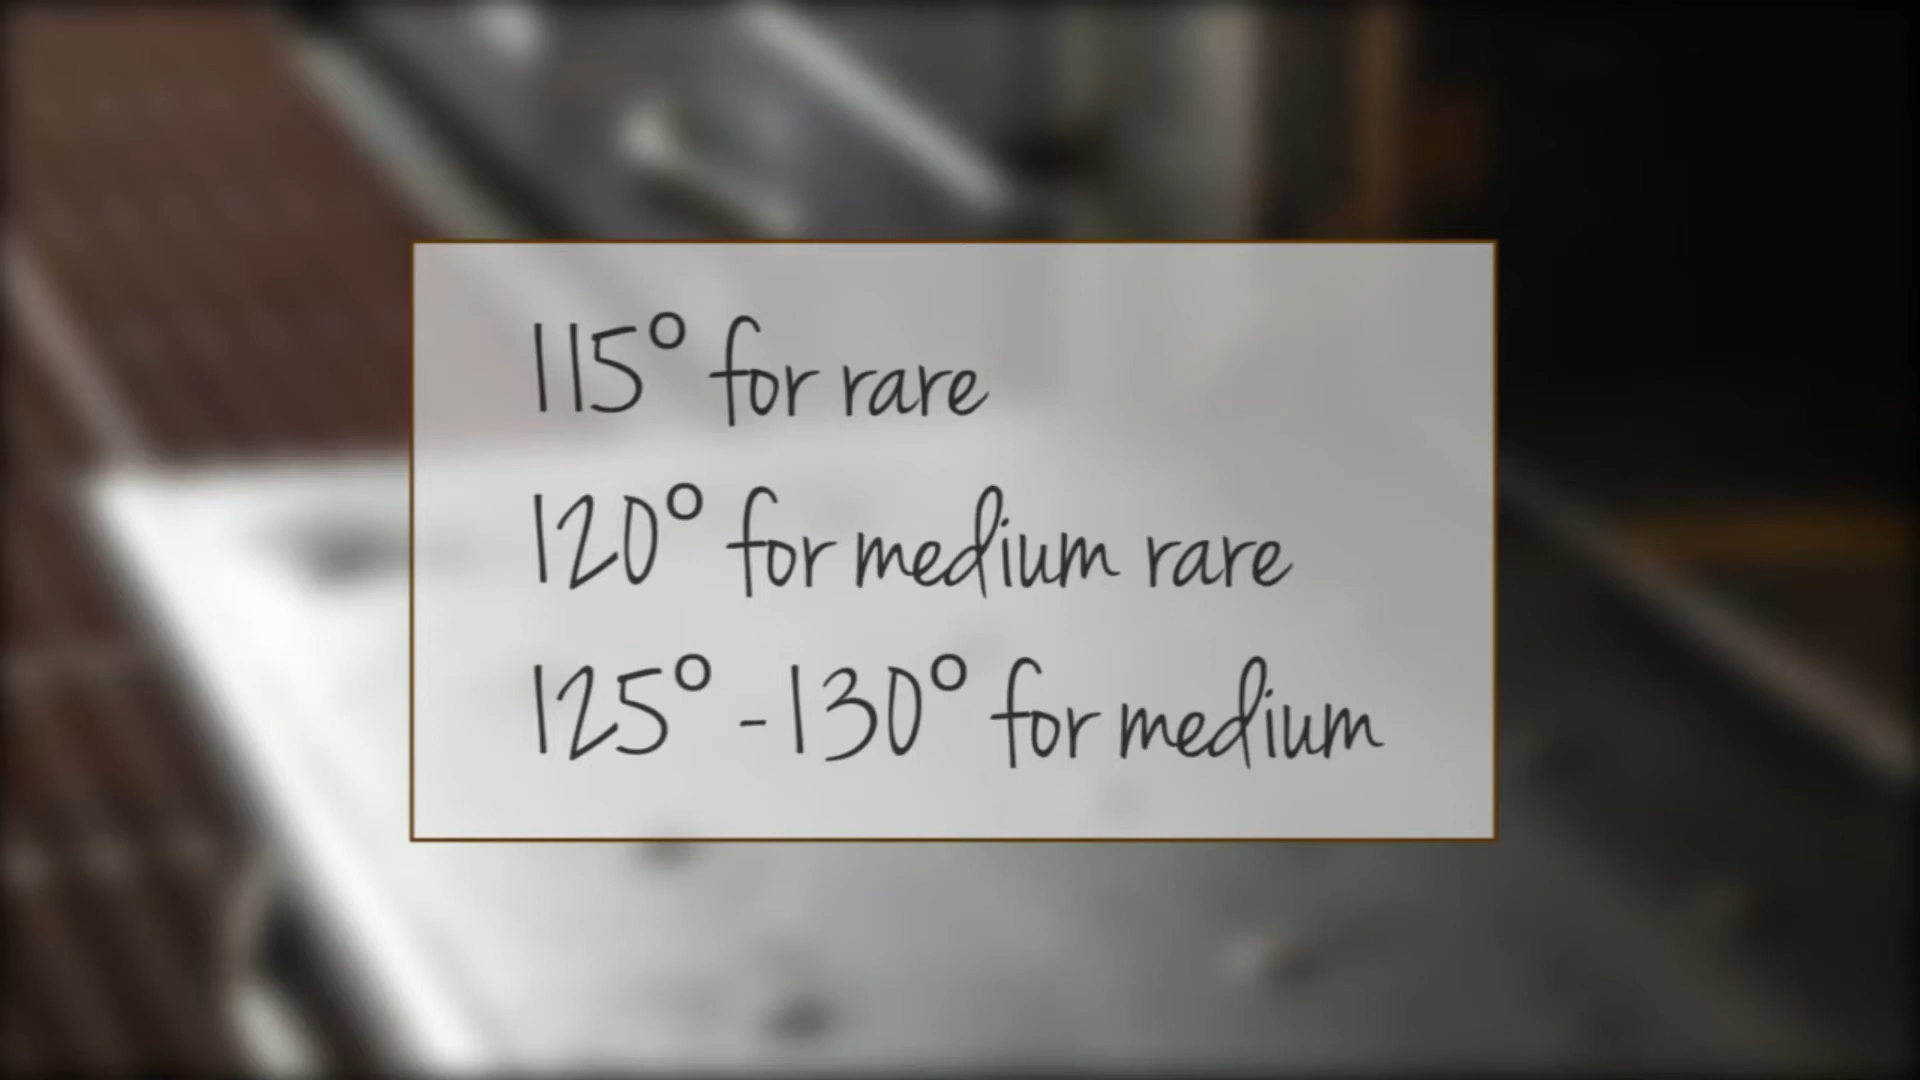 115° for rare
120° for medium rare
125° - 130° for medium